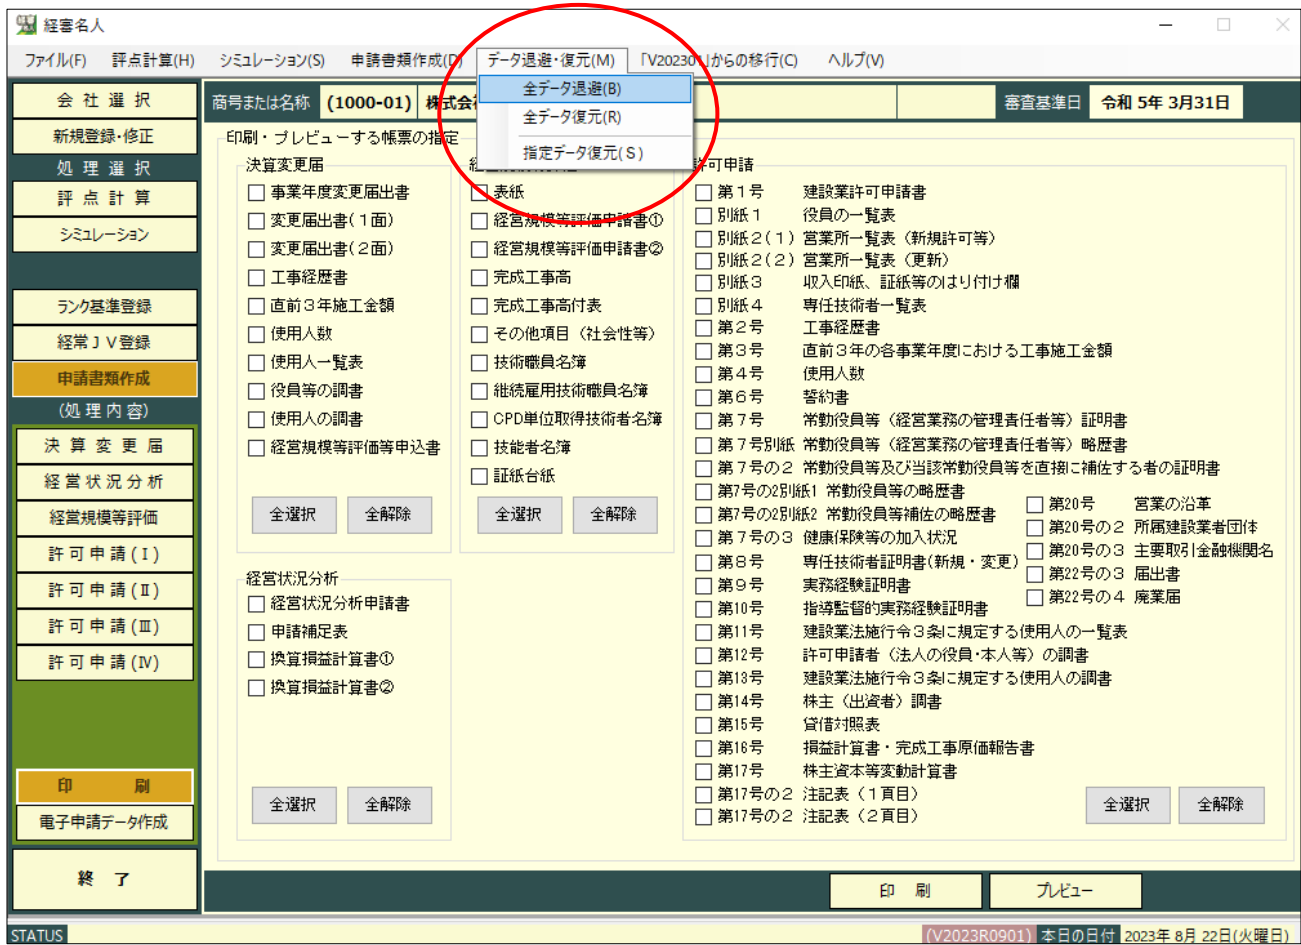 経審名人
ファイル(F) 評点計算(H) シミュレーション(S) 申請書類作成(D) データ退避・復元(M) 「V2023 」からの移行(C) ヘルプ(V)
全データ退避(B)
全データ復元(R)
指定データ復元(S)
会社選択
新規登録・修正
処理選択
評点計算
シミュレーション
ランク基準登録
経常JV登録
申請書類作成
(処理内容)
決算変更届
経営状況分析
経営規模等評価
許可申請(Ⅰ)
許可申請(Ⅱ)
許可申請(Ⅲ)
許可申請(Ⅳ)
印刷
電子申請データ作成
終了
商号または名称 (1000-01) 株式会 審査基準日 令和 5年 3月31日
印刷・プレビューする帳票の指定
決算変更届
事業年度変更届出書
変更届出書(1面)
変更届出書(2面)
工事経歴書
直前3年施工金額
使用人数
使用人一覧表
役員等の調書
使用人の調書
経営規模等評価等申込書
全選択 全解除
経営状況分析
経営状況分析申請書
申請補足表
換算損益計算書①
換算損益計算書②
全選択 全解除
表紙
経営規模等評価申請書①
経営規模等評価申請書②
完成工事高
完成工事高付表
その他項目(社会性等)
技術職員名簿
継続雇用技術職員名簿
CPD単位取得技術者名簿
技能者名簿
証紙台紙
全選択 全解除
許可申請
第1号 建設業許可申請書
別紙1 役員の一覧表
別紙2(1) 営業所一覧表(新規許可等)
別紙2(2) 営業所一覧表(更新)
別紙3 収入印紙、証紙等のはり付け欄
別紙4 専任技術者一覧表
第2号 工事経歴書
第3号 直前3年の各事業年度における工事施工金額
第4号 使用人数
第6号 誓約書
第7号 常勤役員等(経営業務の管理責任者等)証明書
第7号別紙 常勤役員等(経営業務の管理責任者等)略歴書
第7号の2 常勤役員等及び当該常勤役員等を直接に補佐する者の証明書
第7号の2別紙1 常勤役員等の略歴書
第7号の2別紙2 常勤役員等補佐の略歴書
第7号の3 健康保険等の加入状況
第8号 専任技術者証明書(新規・変更)
第9号 実務経験証明書
第10号 指導監督的実務経験証明書
第11号 建設業法施行令3条に規定する使用人の一覧表
第12号 許可申請者(法人の役員・本人等)の調書
第13号 建設業法施行令3条に規定する使用人の調書
第14号 株主(出資者)調書
第15号 貸借対照表
第16号 損益計算書・完成工事原価報告書
第17号 株主資本等変動計算書
第17号の2 注記表(1頁目)
第17号の2 注記表(2頁目)
第20号 営業の沿革
第20号の2 所属建設業者団体
第20号の3 主要取引金融機関名
第22号の3 届出書
第22号の4 廃業届
全選択 全解除
印刷 プレビュー
STATUS (V2023R0901) 本日の日付 2023年 8月 22日(火曜日)